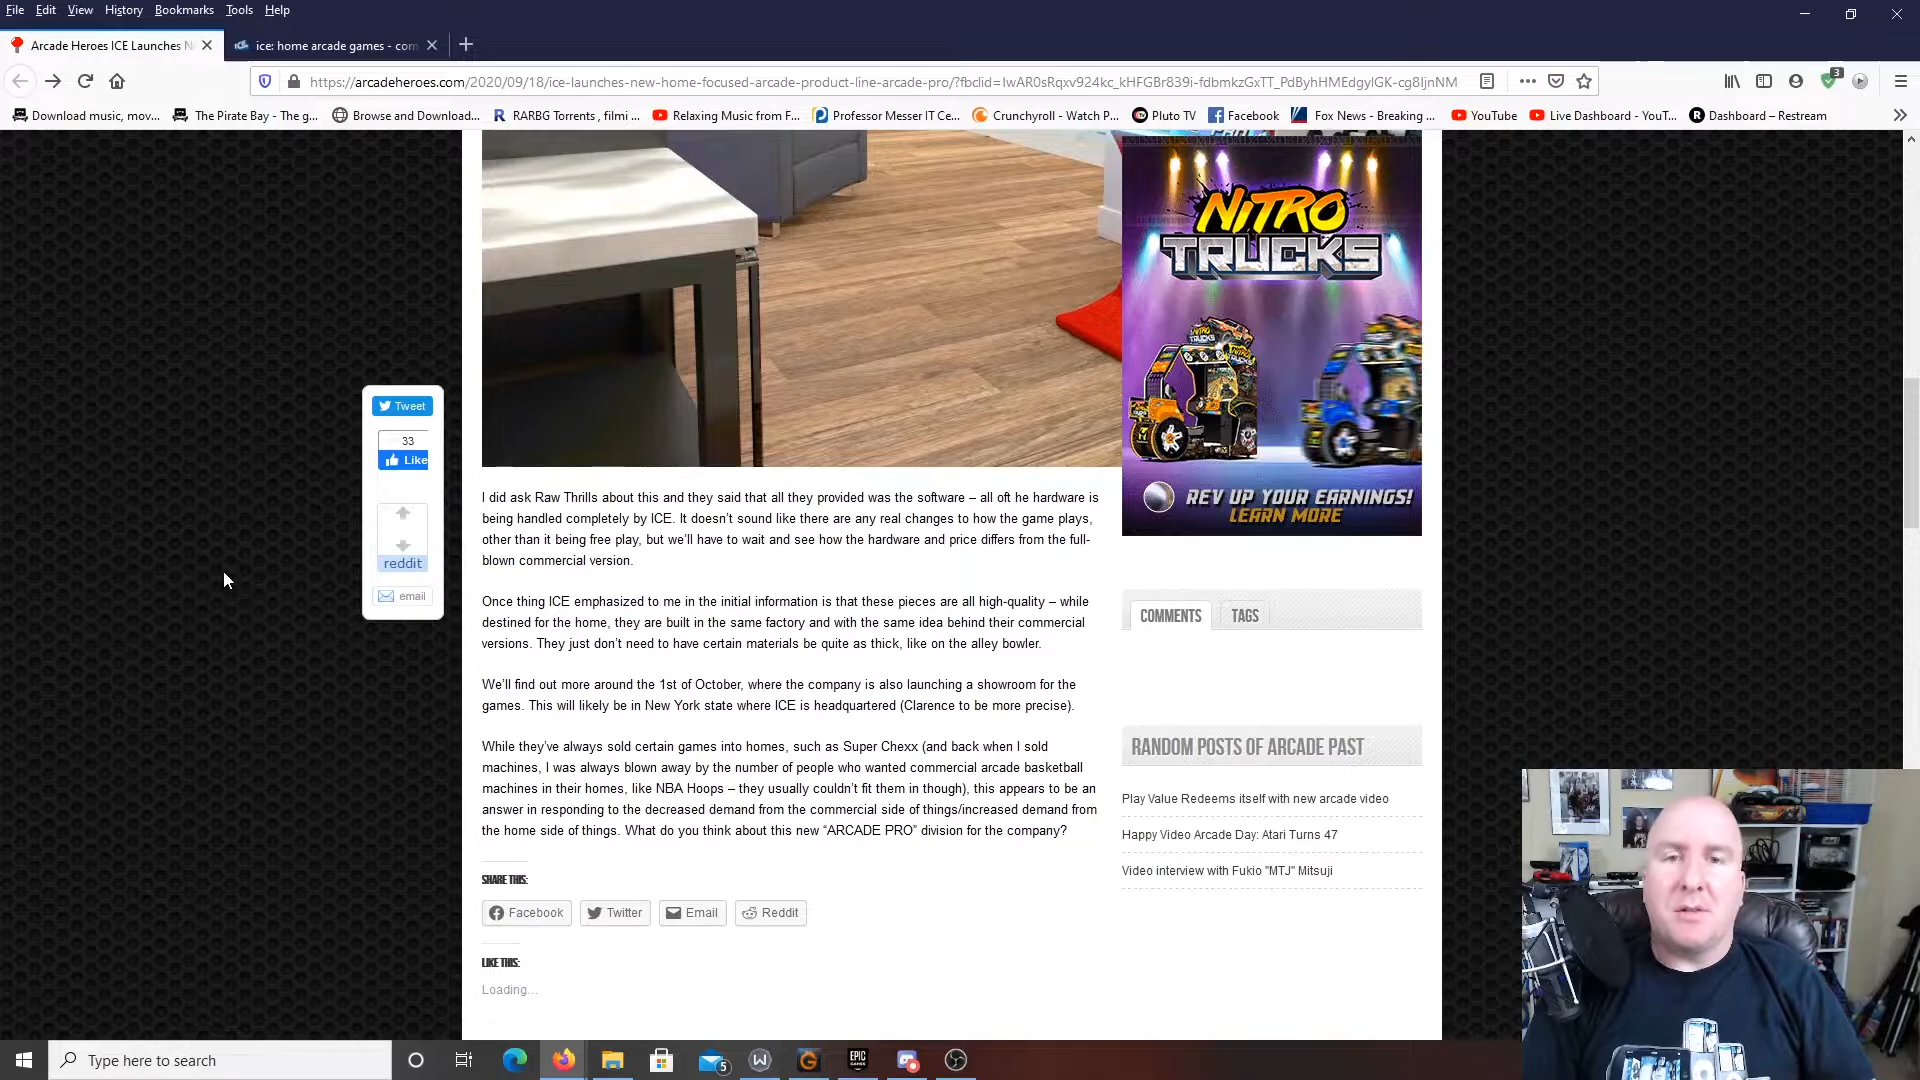 File Edit View History Bookmarks Tools Help
Arcade Heroes ICE Launches N
ice: home arcade games - com
https://arcadeheroes.com/2020/09/18/ice-launches-new-home-focused-arcade-product-line-arcade-pro/?fbclid=IwAR0sRqxv924kc_kHFGBr839i-fdbmkzGxTT_PdByhHMEdgylGK-cg8IjnNM
3
Download music, mov... The Pirate Bay - The g... Browse and Download... RARBG Torrents , filmi ... Relaxing Music from F... Professor Messer IT Ce... Crunchyroll - Watch P... Pluto TV Facebook Fox News - Breaking ... YouTube Live Dashboard - YouT... Dashboard – Restream
NITRO
TRUCKS
REV UP YOUR EARNINGS!
LEARN MORE
Tweet
33
Like
reddit
email
I did ask Raw Thrills about this and they said that all they provided was the software – all oft he hardware is
being handled completely by ICE. It doesn't sound like there are any real changes to how the game plays,
other than it being free play, but we'll have to wait and see how the hardware and price differs from the full-
blown commercial version.
Once thing ICE emphasized to me in the initial information is that these pieces are all high-quality – while
destined for the home, they are built in the same factory and with the same idea behind their commercial
versions. They just don't need to have certain materials be quite as thick, like on the alley bowler.
We'll find out more around the 1st of October, where the company is also launching a showroom for the
games. This will likely be in New York state where ICE is headquartered (Clarence to be more precise).
While they've always sold certain games into homes, such as Super Chexx (and back when I sold
machines, I was always blown away by the number of people who wanted commercial arcade basketball
machines in their homes, like NBA Hoops – they usually couldn't fit them in though), this appears to be an
answer in responding to the decreased demand from the commercial side of things/increased demand from
the home side of things. What do you think about this new “ARCADE PRO” division for the company?
SHARE THIS:
Facebook Twitter Email Reddit
LIKE THIS:
Loading...
COMMENTS TAGS
RANDOM POSTS OF ARCADE PAST
Play Value Redeems itself with new arcade video
Happy Video Arcade Day: Atari Turns 47
Video interview with Fukio "MTJ" Mitsuji
Type here to search
5
EPIC
GAMES